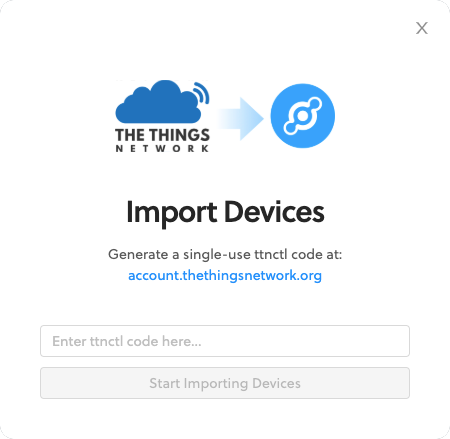 X
THE THINGS
NETWORK
Import Devices
Generate a single-use ttnctl code at:
account.thethingsnetwork.org
Enter ttnctl code here...
Start Importing Devices